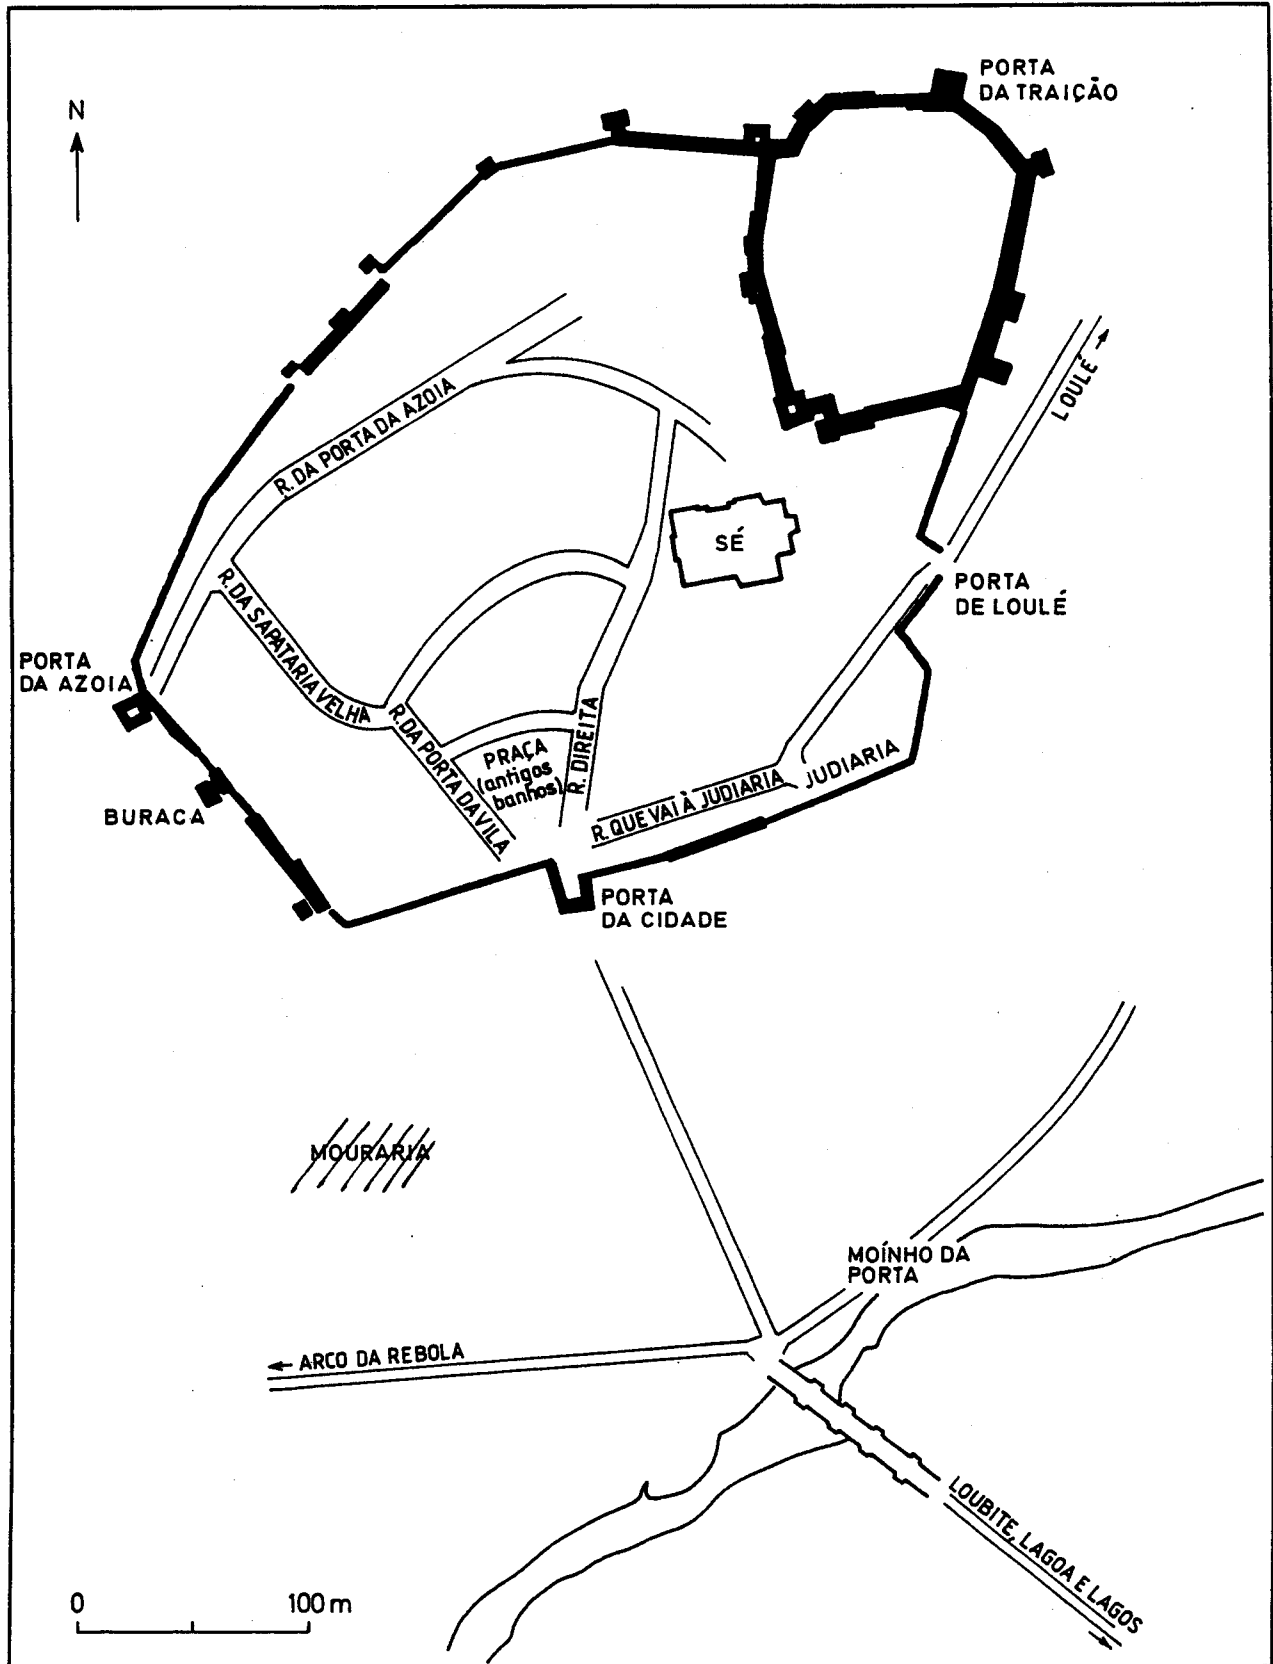 PORTA
DA TRAIÇÃO
N
LOULÉ
R. DA PORTA DA AZOIA
SÉ
PORTA
DE LOULÉ
R. DA SAPATARIA VELHA
PORTA
DA AZOIA
R. DA PORTA DA VILA
R. DIREITA
PRAÇA
(antigos
banhos)
JUDIARIA
R. QUE VAI À JUDIARIA
BURACA
PORTA
DA CIDADE
MOURARIA
MOÍNHO DA
PORTA
ARCO DA REBOLA
LOUBITE, LAGOA E LAGOS
0 100 m